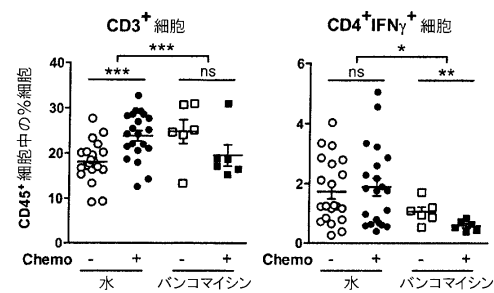 CD3+ 細胞
***
***
ns
CD45+ 細胞中の%細胞
40
30
20
10
0
Chemo - + - +
水 バンコマイシン
CD4+IFNγ+ 細胞
*
ns
**
6
4
2
0
Chemo - + - +
水 バンコマイシン